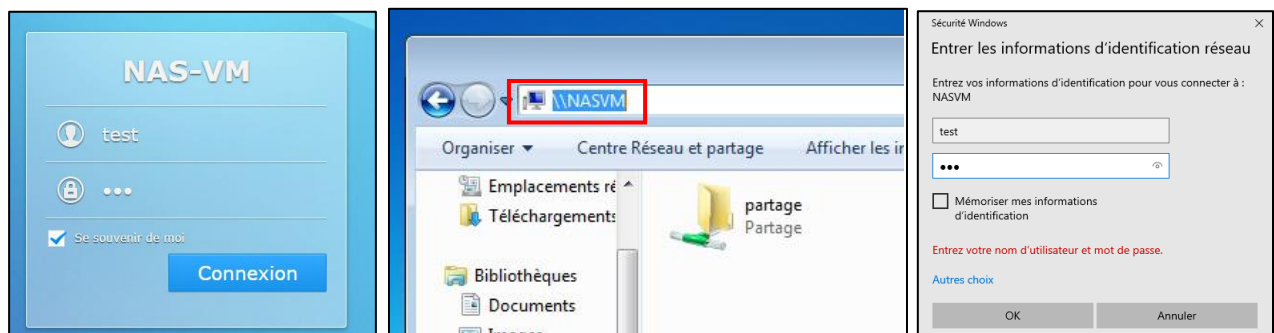 NAS-VM
test
•••
Se souvenir de moi
Connexion
\\NASVM
Organiser
Centre Réseau et partage
Afficher les
Emplacements
Téléchargements
Bibliothèques
Documents
partage
Partage
Sécurité Windows
Entrer les informations d'identification réseau
Entrez vos informations d'identification pour vous connecter à :
NASVM
test
•••
Mémoriser mes informations
d'identification
Entrez votre nom d'utilisateur et mot de passe.
Autres choix
OK
Annuler